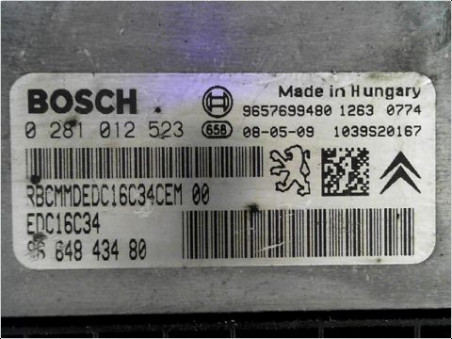 BOSCH
Made in Hungary
9657699480 1263 0774
0 281 012 523
658 08-05-09 1039S20167
RBCMMDEDC16C34CEM 00
EDC16C34
96 648 434 80